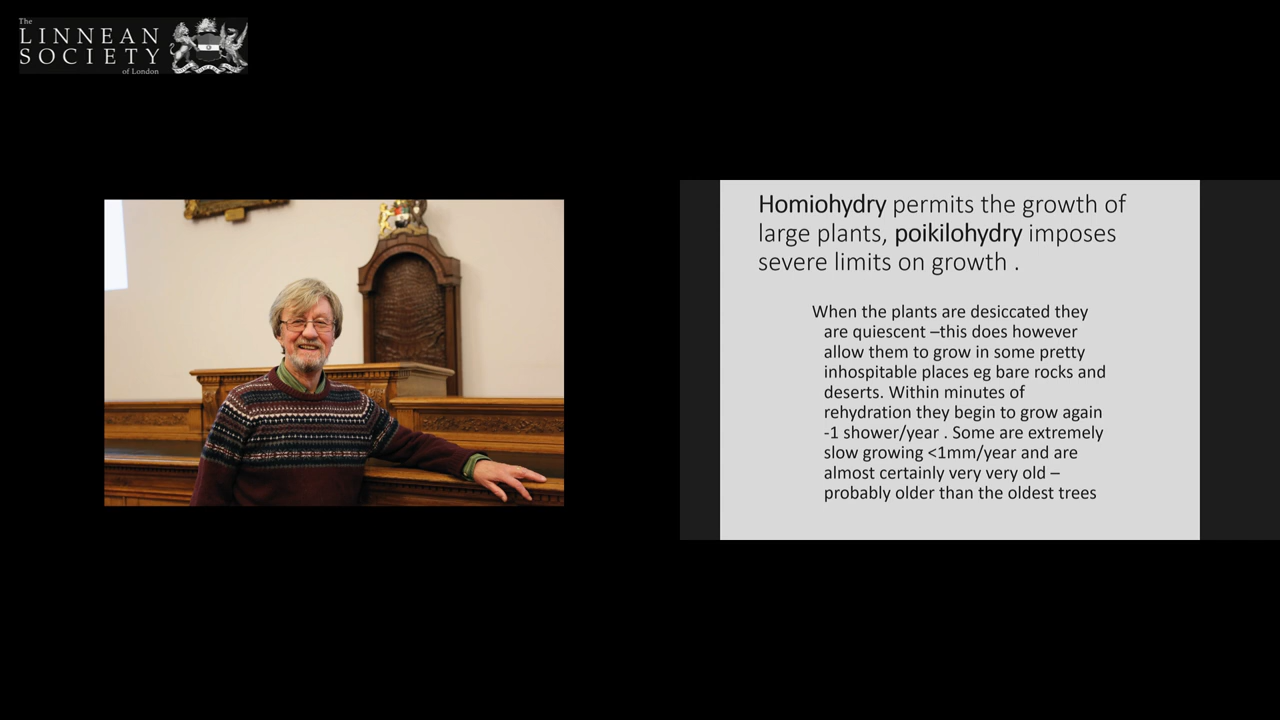 The
LINNEAN
SOCIETY
of London
Homiohydry permits the growth of
large plants, poikilohydry imposes
severe limits on growth .
When the plants are desiccated they
are quiescent –this does however
allow them to grow in some pretty
inhospitable places eg bare rocks and
deserts. Within minutes of
rehydration they begin to grow again
-1 shower/year . Some are extremely
slow growing <1mm/year and are
almost certainly very very old –
probably older than the oldest trees